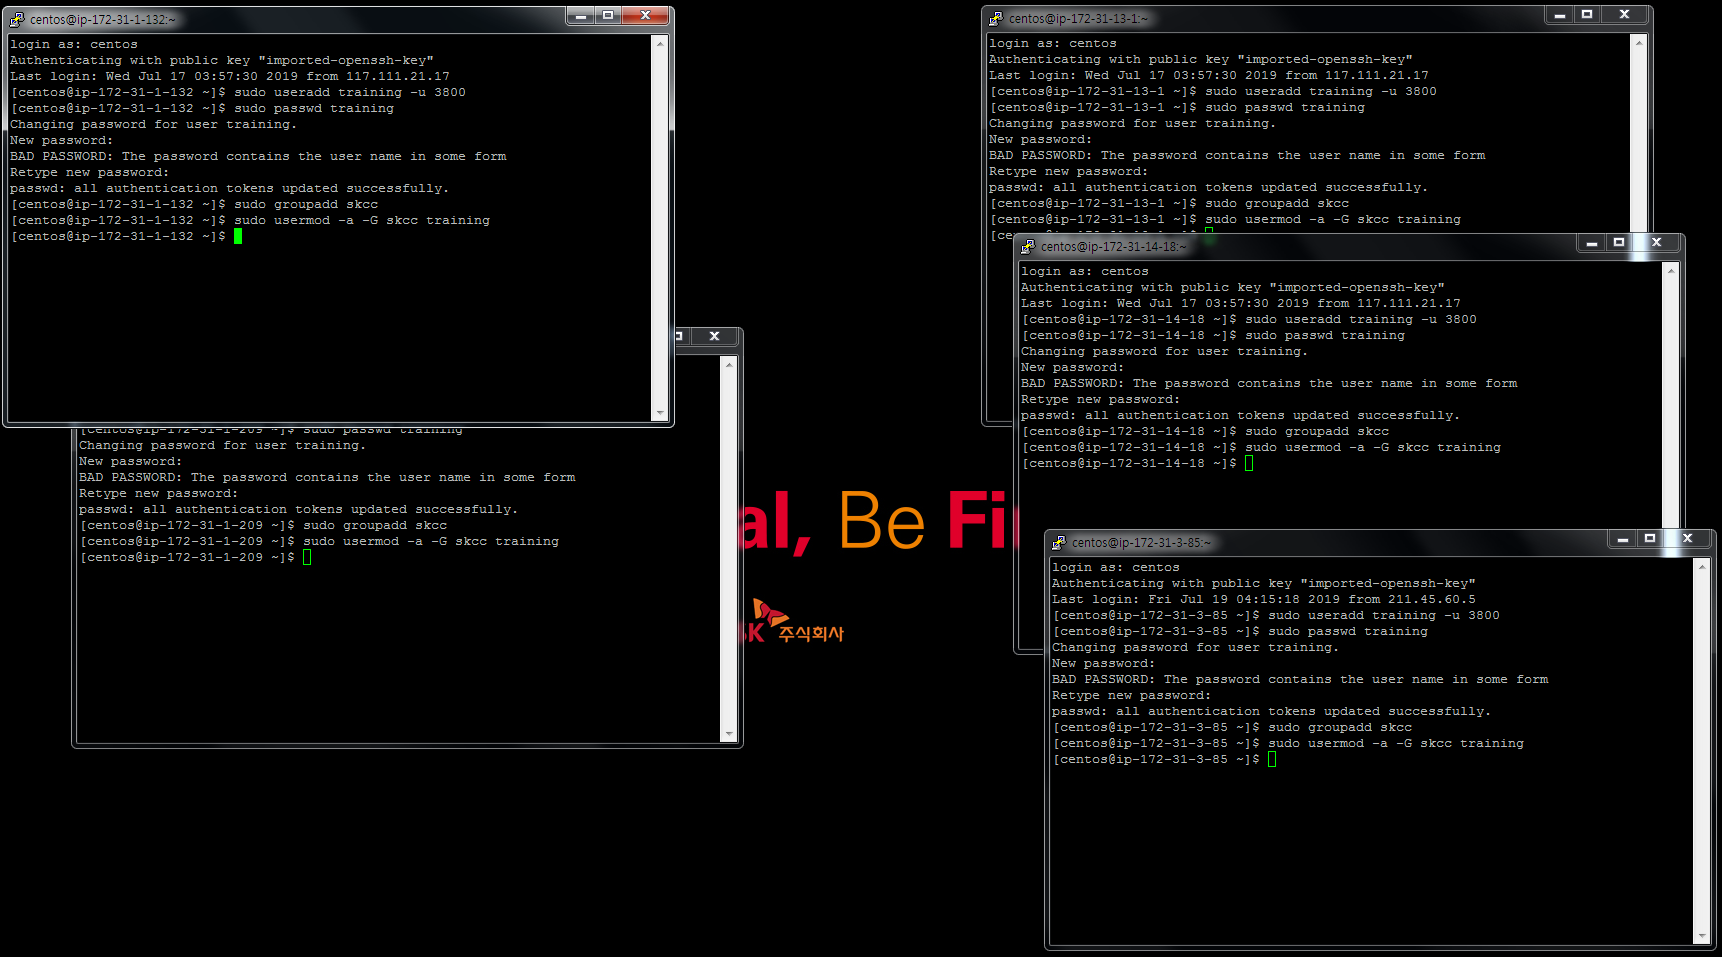 centos@ip-172-31-1-132:~
login as: centos
Authenticating with public key "imported-openssh-key"
Last login: Wed Jul 17 03:57:30 2019 from 117.111.21.17
[centos@ip-172-31-1-132 ~]$ sudo useradd training -u 3800
[centos@ip-172-31-1-132 ~]$ sudo passwd training
Changing password for user training.
New password:
BAD PASSWORD: The password contains the user name in some form
Retype new password:
passwd: all authentication tokens updated successfully.
[centos@ip-172-31-1-132 ~]$ sudo groupadd skcc
[centos@ip-172-31-1-132 ~]$ sudo usermod -a -G skcc training
[centos@ip-172-31-1-132 ~]$
[centos@ip-172-31-1-209 ~]$ sudo passwd training
Changing password for user training.
New password:
BAD PASSWORD: The password contains the user name in some form
Retype new password:
passwd: all authentication tokens updated successfully.
[centos@ip-172-31-1-209 ~]$ sudo groupadd skcc
[centos@ip-172-31-1-209 ~]$ sudo usermod -a -G skcc training
[centos@ip-172-31-1-209 ~]$
al, Be Fi
SK 주식회사
centos@ip-172-31-13-1:~
login as: centos
Authenticating with public key "imported-openssh-key"
Last login: Wed Jul 17 03:57:30 2019 from 117.111.21.17
[centos@ip-172-31-13-1 ~]$ sudo useradd training -u 3800
[centos@ip-172-31-13-1 ~]$ sudo passwd training
Changing password for user training.
New password:
BAD PASSWORD: The password contains the user name in some form
Retype new password:
passwd: all authentication tokens updated successfully.
[centos@ip-172-31-13-1 ~]$ sudo groupadd skcc
[centos@ip-172-31-13-1 ~]$ sudo usermod -a -G skcc training
[ce
centos@ip-172-31-14-18:~
login as: centos
Authenticating with public key "imported-openssh-key"
Last login: Wed Jul 17 03:57:30 2019 from 117.111.21.17
[centos@ip-172-31-14-18 ~]$ sudo useradd training -u 3800
[centos@ip-172-31-14-18 ~]$ sudo passwd training
Changing password for user training.
New password:
BAD PASSWORD: The password contains the user name in some form
Retype new password:
passwd: all authentication tokens updated successfully.
[centos@ip-172-31-14-18 ~]$ sudo groupadd skcc
[centos@ip-172-31-14-18 ~]$ sudo usermod -a -G skcc training
[centos@ip-172-31-14-18 ~]$
centos@ip-172-31-3-85:~
login as: centos
Authenticating with public key "imported-openssh-key"
Last login: Fri Jul 19 04:15:18 2019 from 211.45.60.5
[centos@ip-172-31-3-85 ~]$ sudo useradd training -u 3800
[centos@ip-172-31-3-85 ~]$ sudo passwd training
Changing password for user training.
New password:
BAD PASSWORD: The password contains the user name in some form
Retype new password:
passwd: all authentication tokens updated successfully.
[centos@ip-172-31-3-85 ~]$ sudo groupadd skcc
[centos@ip-172-31-3-85 ~]$ sudo usermod -a -G skcc training
[centos@ip-172-31-3-85 ~]$